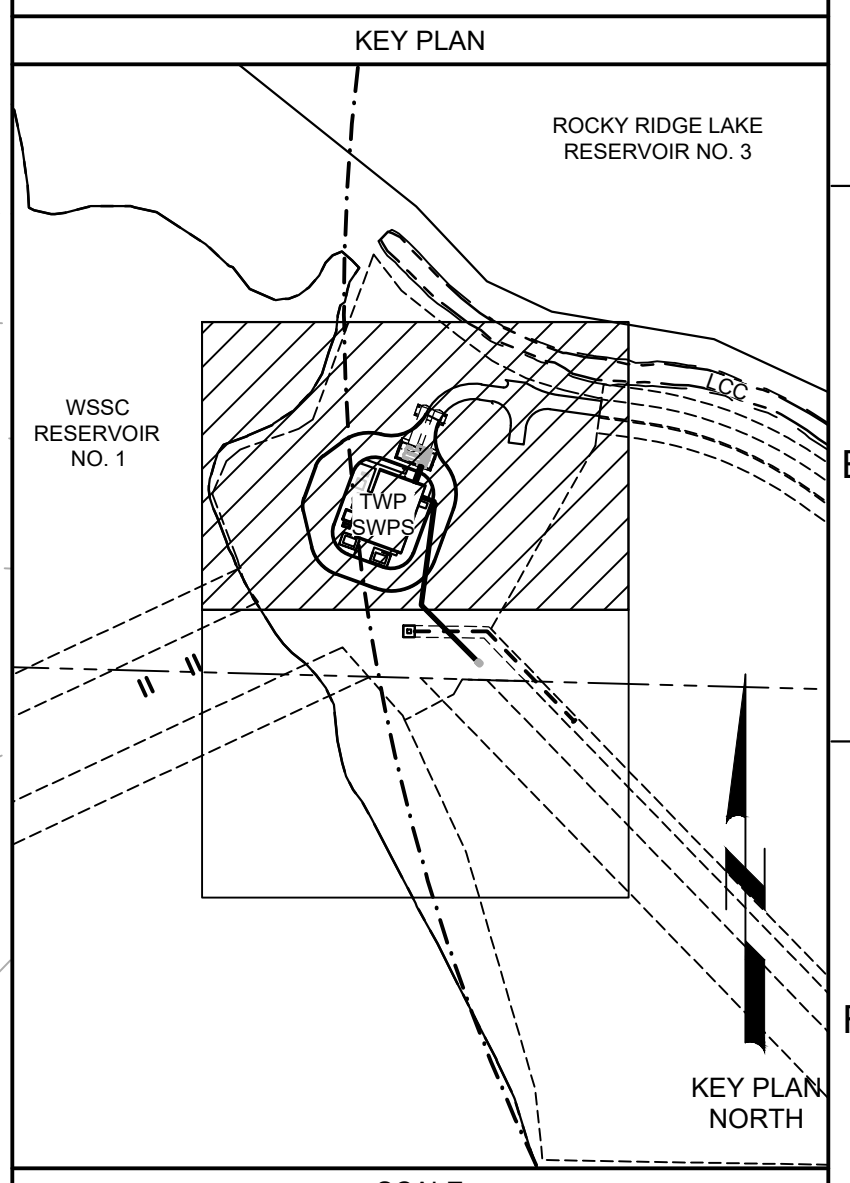 KEY PLAN
ROCKY RIDGE LAKE
RESERVOIR NO. 3
LCC
WSSC
RESERVOIR
NO. 1
TWP
SWPS
KEY PLAN
NORTH